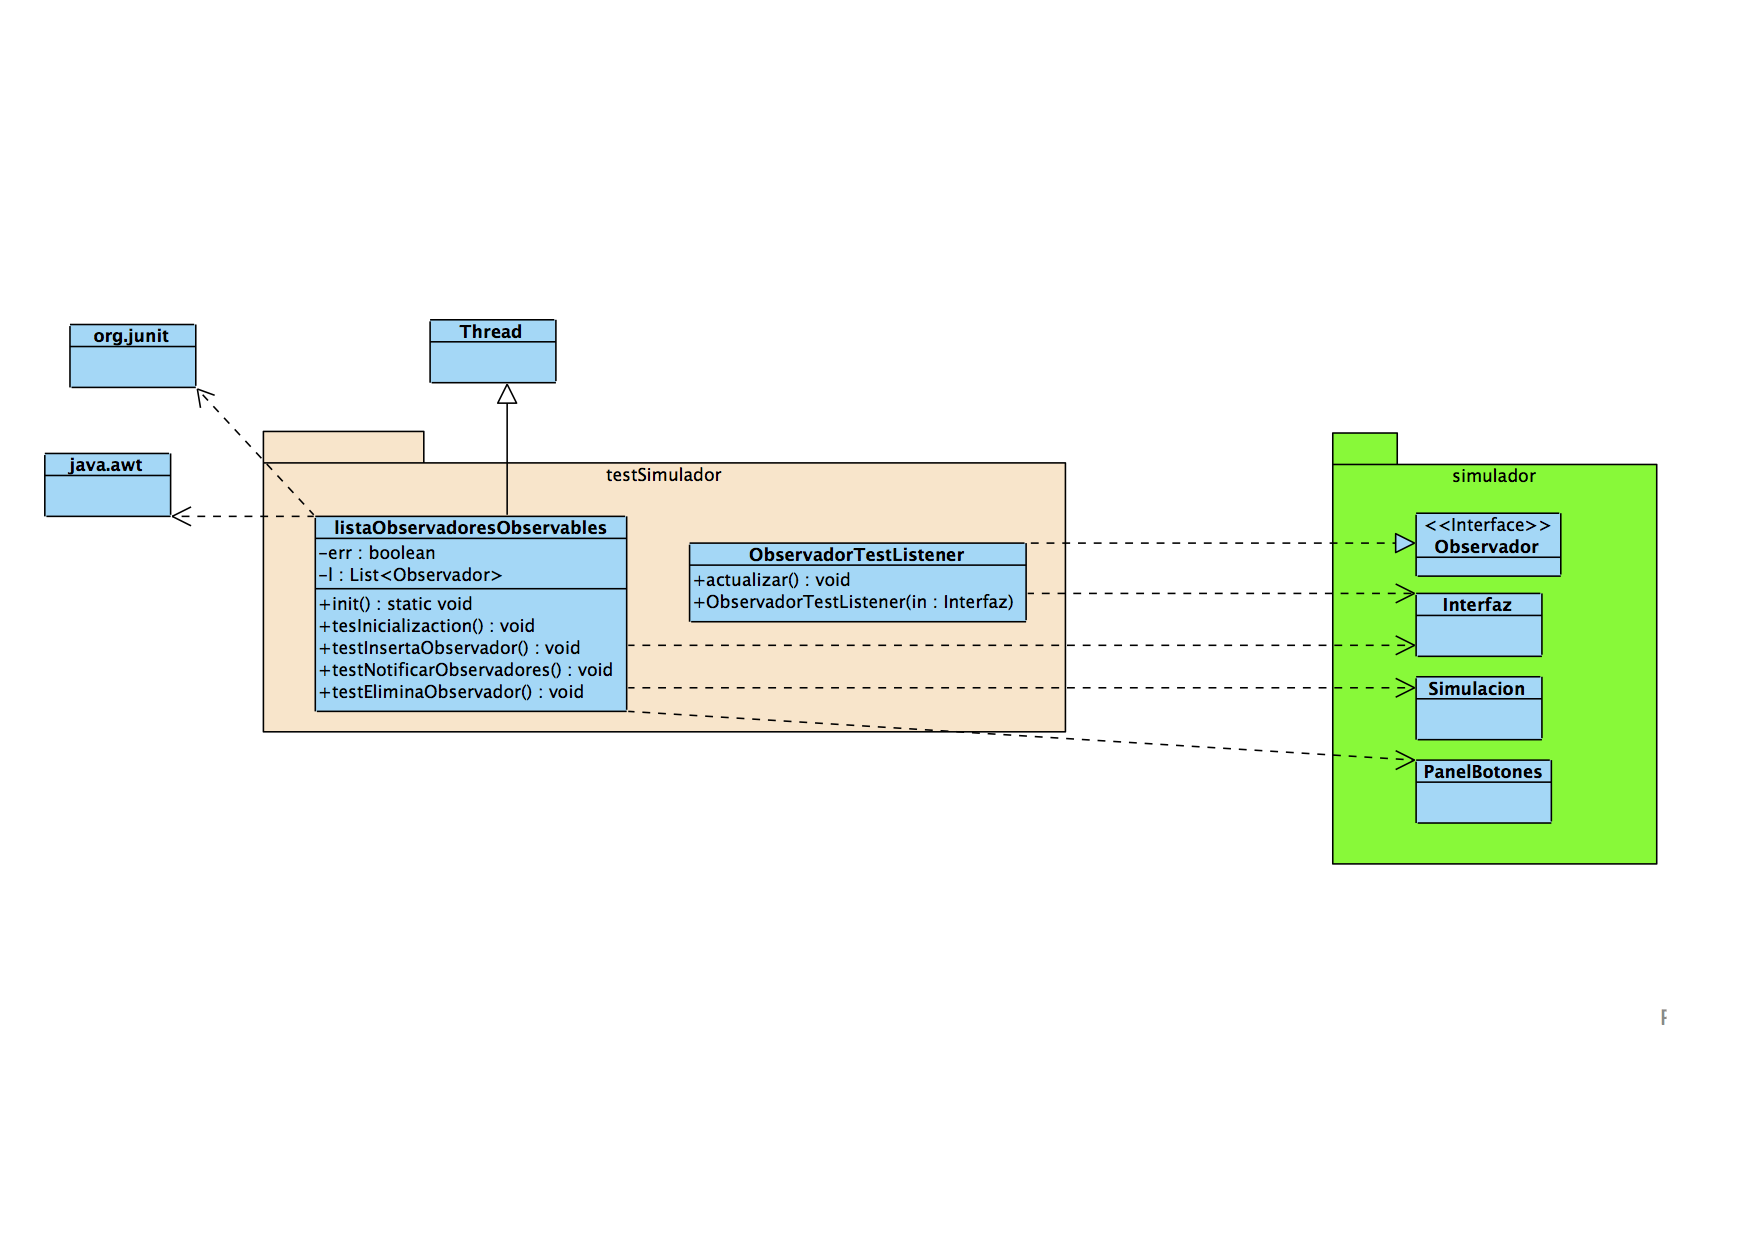 org.junit
Thread
java.awt
testSimulador
simulador
listaObservadoresObservables
-err : boolean
-l : List<Observador>
+init() : static void
+tesInicializaction() : void
+testInsertaObservador() : void
+testNotificarObservadores() : void
+testEliminaObservador() : void
ObservadorTestListener
+actualizar() : void
+ObservadorTestListener(in : Interfaz)
<<Interface>>
Observador
Interfaz
Simulacion
PanelBotones